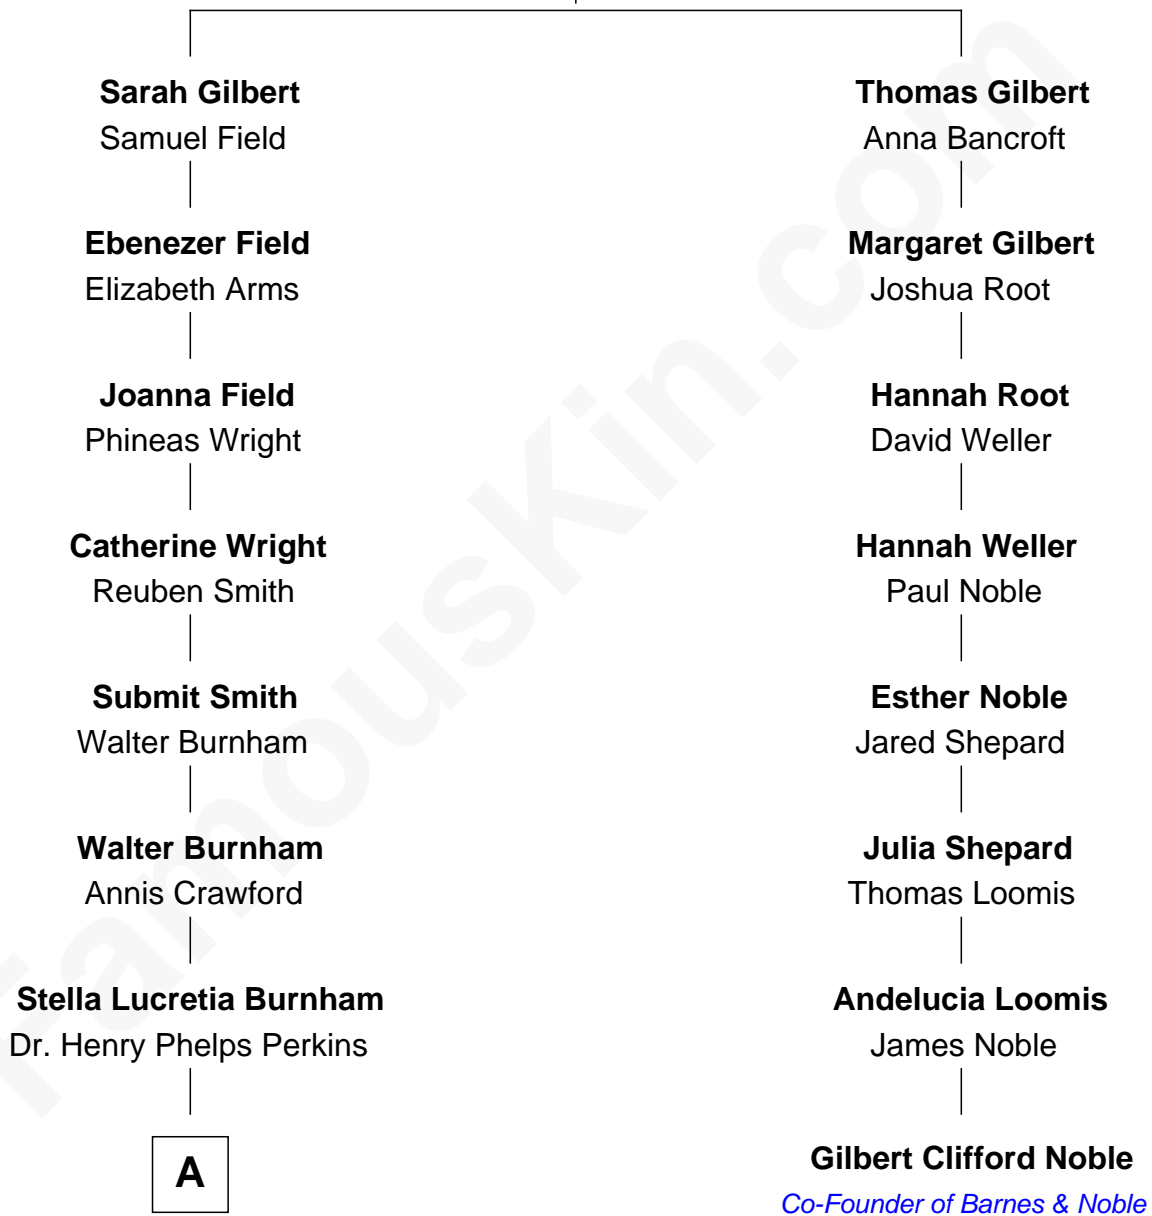 Sarah Gilbert
Samuel Field
Ebenezer Field
Elizabeth Arms
Joanna Field
Phineas Wright
Catherine Wright
Reuben Smith
Submit Smith
Walter Burnham
Walter Burnham
Annis Crawford
Stella Lucretia Burnham
Dr. Henry Phelps Perkins
A
Thomas Gilbert
Anna Bancroft
Margaret Gilbert
Joshua Root
Hannah Root
David Weller
Hannah Weller
Paul Noble
Esther Noble
Jared Shepard
Julia Shepard
Thomas Loomis
Andelucia Loomis
James Noble
Gilbert Clifford Noble
Co-Founder of Barnes & Noble
FamousKin.com